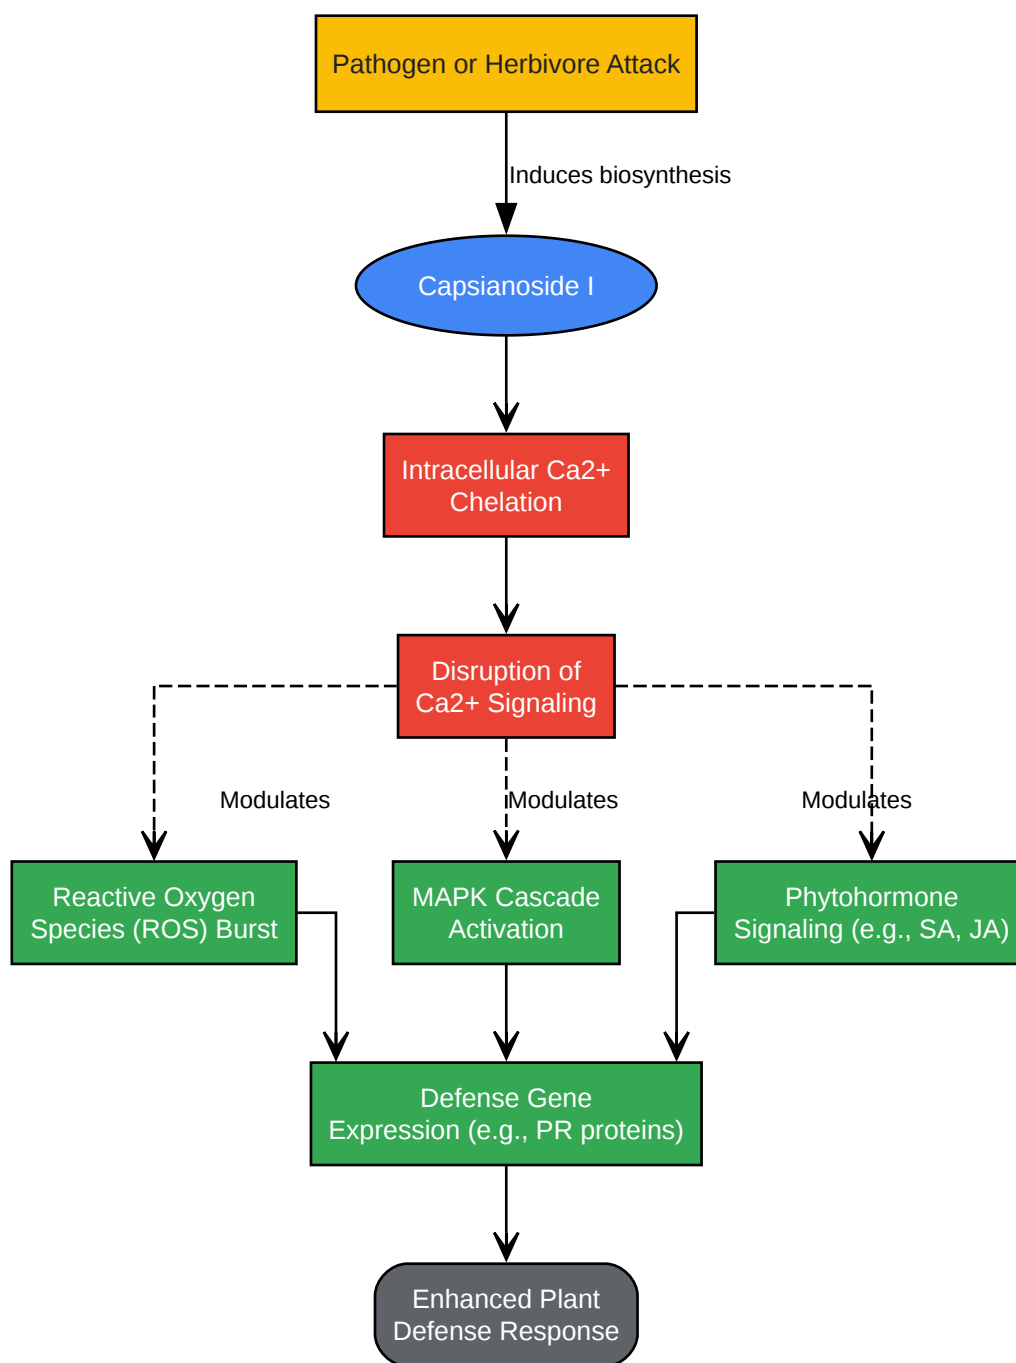 Pathogen or Herbivore Attack
Induces biosynthesis
Capsianoside I
Intracellular Ca2+
Chelation
Disruption of
Ca2+ Signaling
Modulates
Modulates
Modulates
Reactive Oxygen
Species (ROS) Burst
MAPK Cascade
Activation
Phytohormone
Signaling (e.g., SA, JA)
Defense Gene
Expression (e.g., PR proteins)
Enhanced Plant
Defense Response